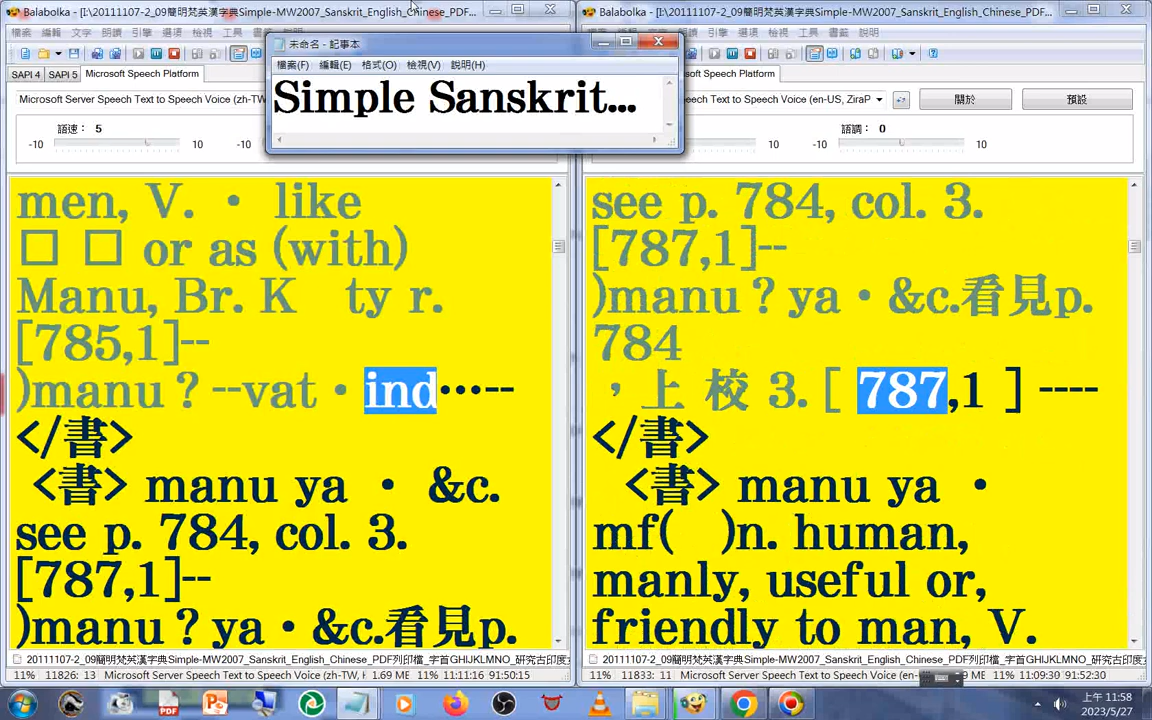 Balabolka - [I:\20111107-2_09簡明梵英漢字典Simple-MW2007_Sanskrit_English_Chinese_PDF...
檔案 編輯 文字 朗讀 引擎 選項 檢視 工具
SAPI 4 SAPI 5 Microsoft Speech Platform
Microsoft Server Speech Text to Speech Voice (zh-TW
語速： 5
-10 10 -10
men, V. • like
□ □ or as (with)
Manu, Br. K ty r.
[785,1]--
)manu？--vat • ind…--
</書>
<書> manu ya • &c.
see p. 784, col. 3.
[787,1]--
)manu？ya • &c.看見p.
20111107-2_09簡明梵英漢字典Simple-MW2007_Sanskrit_English_Chinese_PDF列印檔_字首GHIJKLMNO_研究古印度
11% 11826: 13 Microsoft Server Speech Text to Speech Voice (zh-TW, 1.69 MB 11% 11:11:16 91:50:15
未命名 - 記事本
檔案(F) 編輯(E) 格式(O) 檢視(V) 說明(H)
Simple Sanskrit...
Balabolka - [I:\20111107-2_09簡明梵英漢字典Simple-MW2007_Sanskrit_English_Chinese_PDF...
引擎 選項 檢視 工具 書籤 說明
Speech Platform
Speech Text to Speech Voice (en-US, ZiraP
關於 預設
語調： 0
10 -10 10
see p. 784, col. 3.
[787,1]--
)manu？ya • &c.看見p.
784
，上 校 3. [ 787,1 ] ----
</書>
<書> manu ya •
mf( )n. human,
manly, useful or,
friendly to man, V.
20111107-2_09簡明梵英漢字典Simple-MW2007_Sanskrit_English_Chinese_PDF列印檔_字首GHIJKLMNO_研究古印度
11% 11833: 11 Microsoft Server Speech Text to Speech Voice (en-US, 11% 11:09:30 91:52:30
上午 11:58
2023/5/27